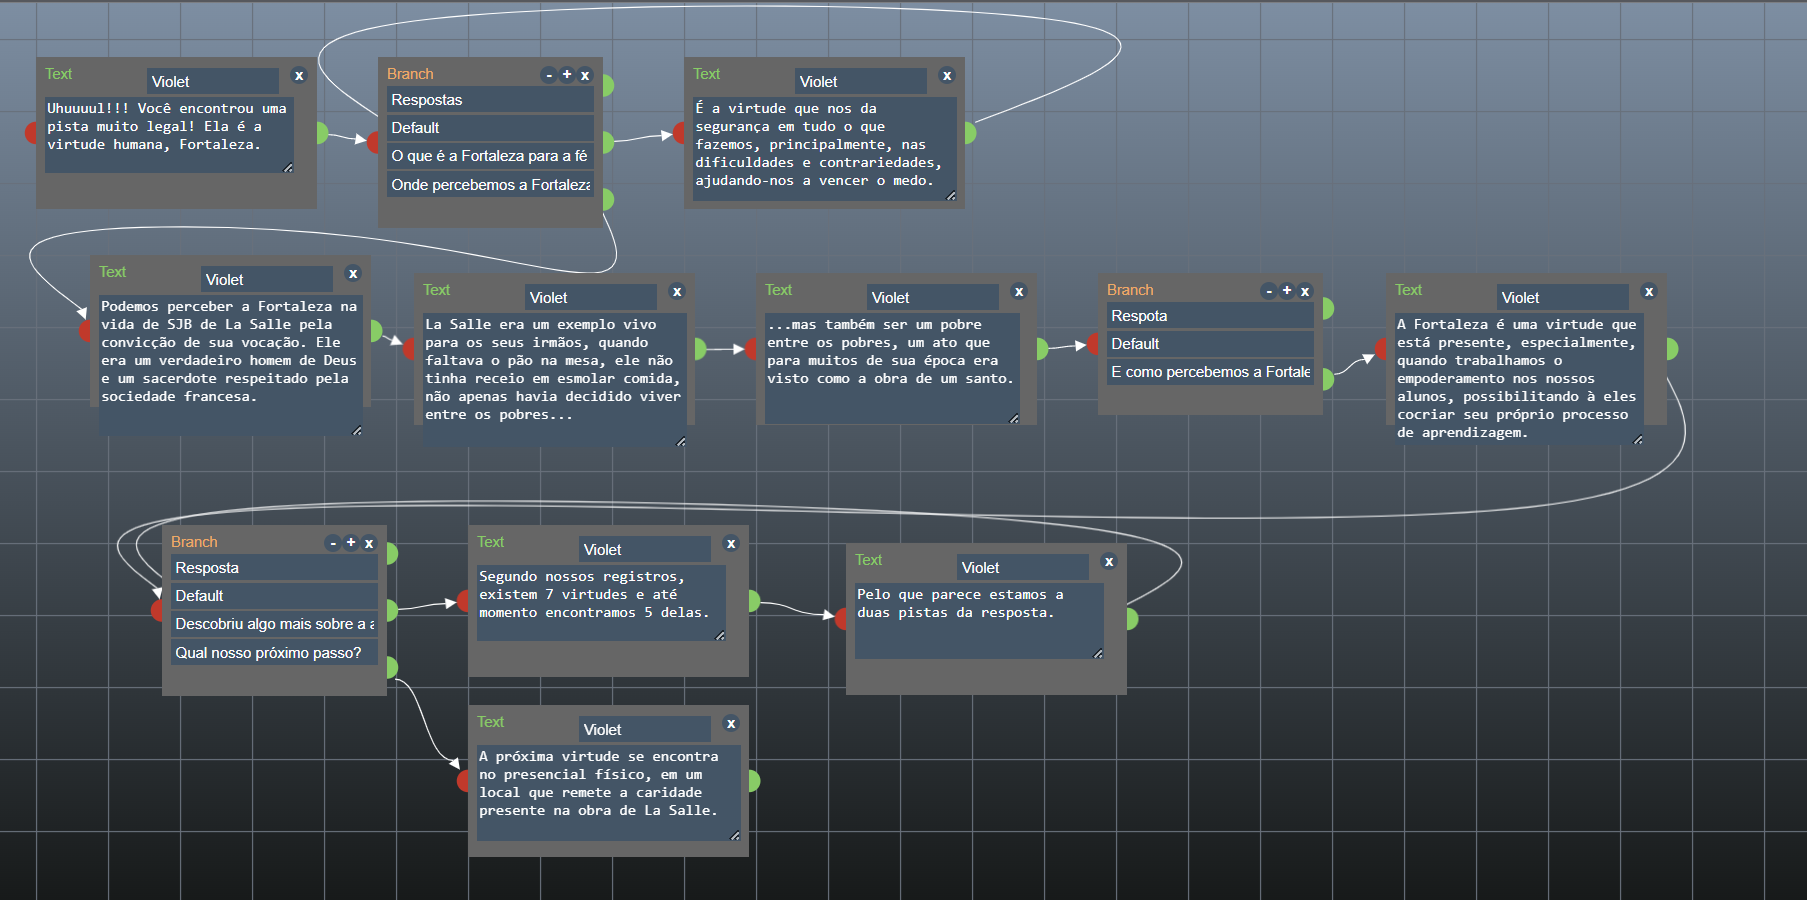 Text
Violet
x
Uhuuuul!!! Você encontrou uma
pista muito legal! Ela é a
virtude humana, Fortaleza.
Branch
- + x
Respostas
Default
O que é a Fortaleza para a fé
Onde percebemos a Fortaleza
Text
Violet
x
É a virtude que nos da
segurança em tudo o que
fazemos, principalmente, nas
dificuldades e contrariedades,
ajudando-nos a vencer o medo.
Text
Violet
x
Podemos perceber a Fortaleza na
vida de SJB de La Salle pela
convicção de sua vocação. Ele
era um verdadeiro homem de Deus
e um sacerdote respeitado pela
sociedade francesa.
Text
Violet
x
La Salle era um exemplo vivo
para os seus irmãos, quando
faltava o pão na mesa, ele não
tinha receio em esmolar comida,
não apenas havia decidido viver
entre os pobres...
Text
Violet
x
...mas também ser um pobre
entre os pobres, um ato que
para muitos de sua época era
visto como a obra de um santo.
Branch
- + x
Respota
Default
E como percebemos a Fortale
Text
Violet
x
A Fortaleza é uma virtude que
está presente, especialmente,
quando trabalhamos o
empoderamento nos nossos
alunos, possibilitando à eles
cocriar seu próprio processo
de aprendizagem.
Branch
- + x
Resposta
Default
Descobriu algo mais sobre a a
Qual nosso próximo passo?
Text
Violet
x
Segundo nossos registros,
existem 7 virtudes e até
momento encontramos 5 delas.
Text
Violet
x
Pelo que parece estamos a
duas pistas da resposta.
Text
Violet
x
A próxima virtude se encontra
no presencial físico, em um
local que remete a caridade
presente na obra de La Salle.